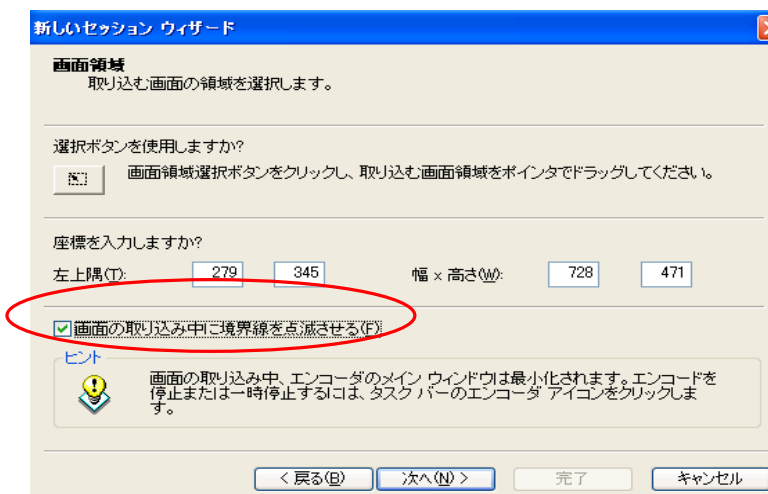 新しいセッション ウィザード
画面領域
取り込む画面の領域を選択します。
選択ボタンを使用しますか?
画面領域選択ボタンをクリックし、取り込む画面領域をポインタでドラッグしてください。
座標を入力しますか?
左上隅(T): 279 345 幅 × 高さ(W): 728 471
画面の取り込み中に境界線を点滅させる(F)
ヒント
画面の取り込み中、エンコーダのメイン ウィンドウは最小化されます。エンコードを
停止または一時停止するには、タスク バーのエンコーダ アイコンをクリックしま
す。
< 戻る(B) 次へ(N) > 完了 キャンセル